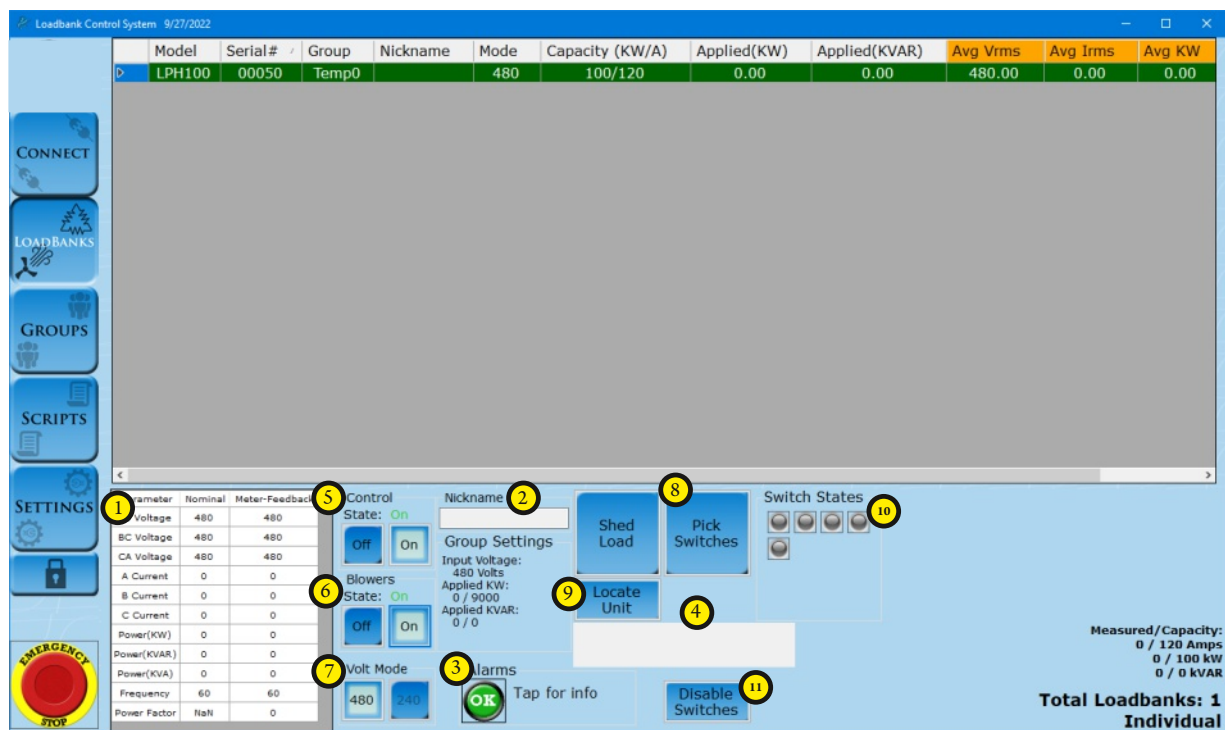 Loadbank Control System 9/27/2022
Model Serial# Group Nickname Mode Capacity (KW/A) Applied(KW) Applied(KVAR) Avg Vrms Avg Irms Avg KW
LPH100 00050 Temp0 480 100/120 0.00 0.00 480.00 0.00 0.00
CONNECT
LOADBANKS
GROUPS
SCRIPTS
SETTINGS
EMERGENCY
STOP
1
Nominal Meter-Feedback
Voltage 480 480
BC Voltage 480 480
CA Voltage 480 480
A Current 0 0
B Current 0 0
C Current 0 0
Power(KW) 0 0
Power(KVAR) 0 0
Power(KVA) 0 0
Frequency 60 60
Power Factor NaN 0
5
Control
State: On
Off On
6
Blowers
State: On
Off On
7
Volt Mode
480 240
Nickname 2
Group Settings
Input Voltage:
480 Volts
Applied KW:
0 / 9000
Applied KVAR:
0 / 0
3
Alarms
OK Tap for info
8
Shed
Load
Pick
Switches
9
Locate
Unit
4
Disable
Switches
11
Switch States
10
Measured/Capacity:
0 / 120 Amps
0 / 100 kW
0 / 0 kVAR
Total Loadbanks: 1
Individual